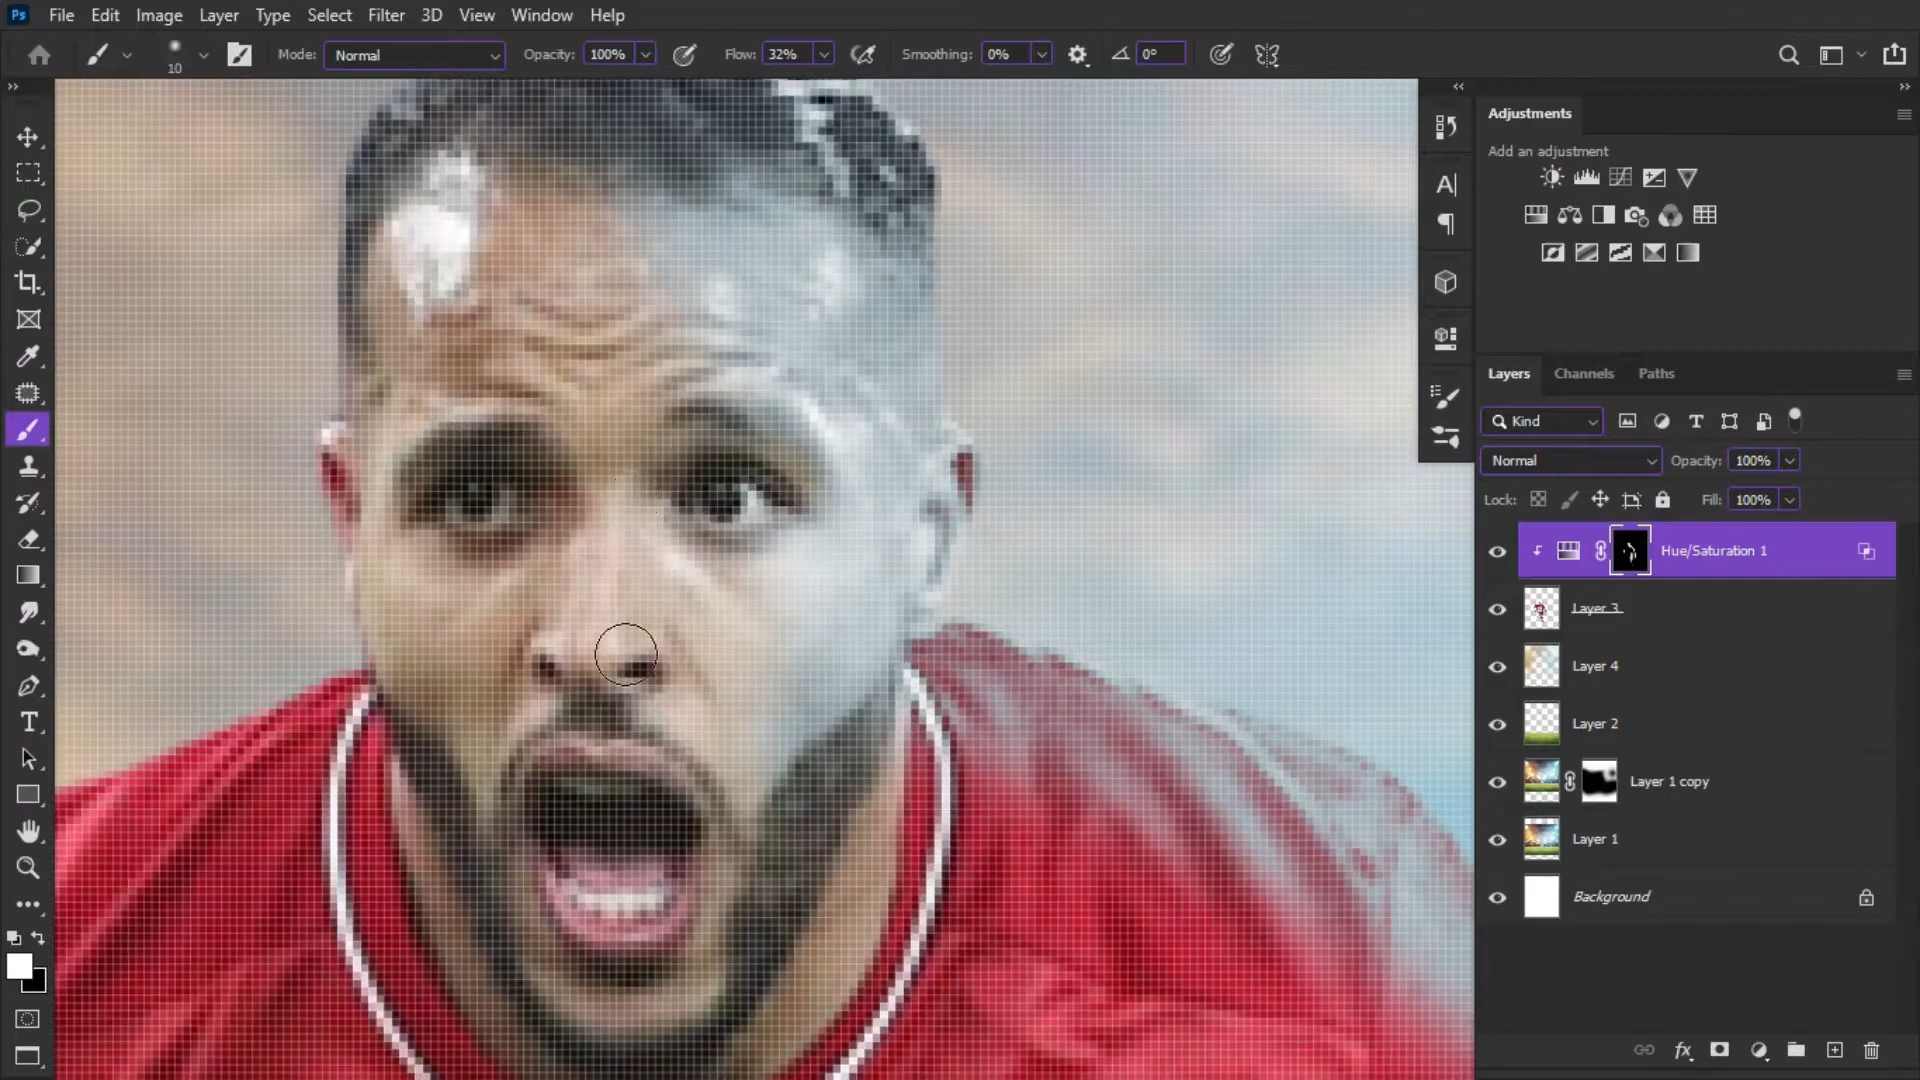 Ps File Edit Image Layer Type Select Filter 3D View Window Help
10 Mode: Normal Opacity: 100% Flow: 32% Smoothing: 0% 0°
Adjustments
Add an adjustment
Layers Channels Paths
Kind
Normal Opacity: 100%
Lock: Fill: 100%
Hue/Saturation 1
Layer 3
Layer 4
Layer 2
Layer 1 copy
Layer 1
Background